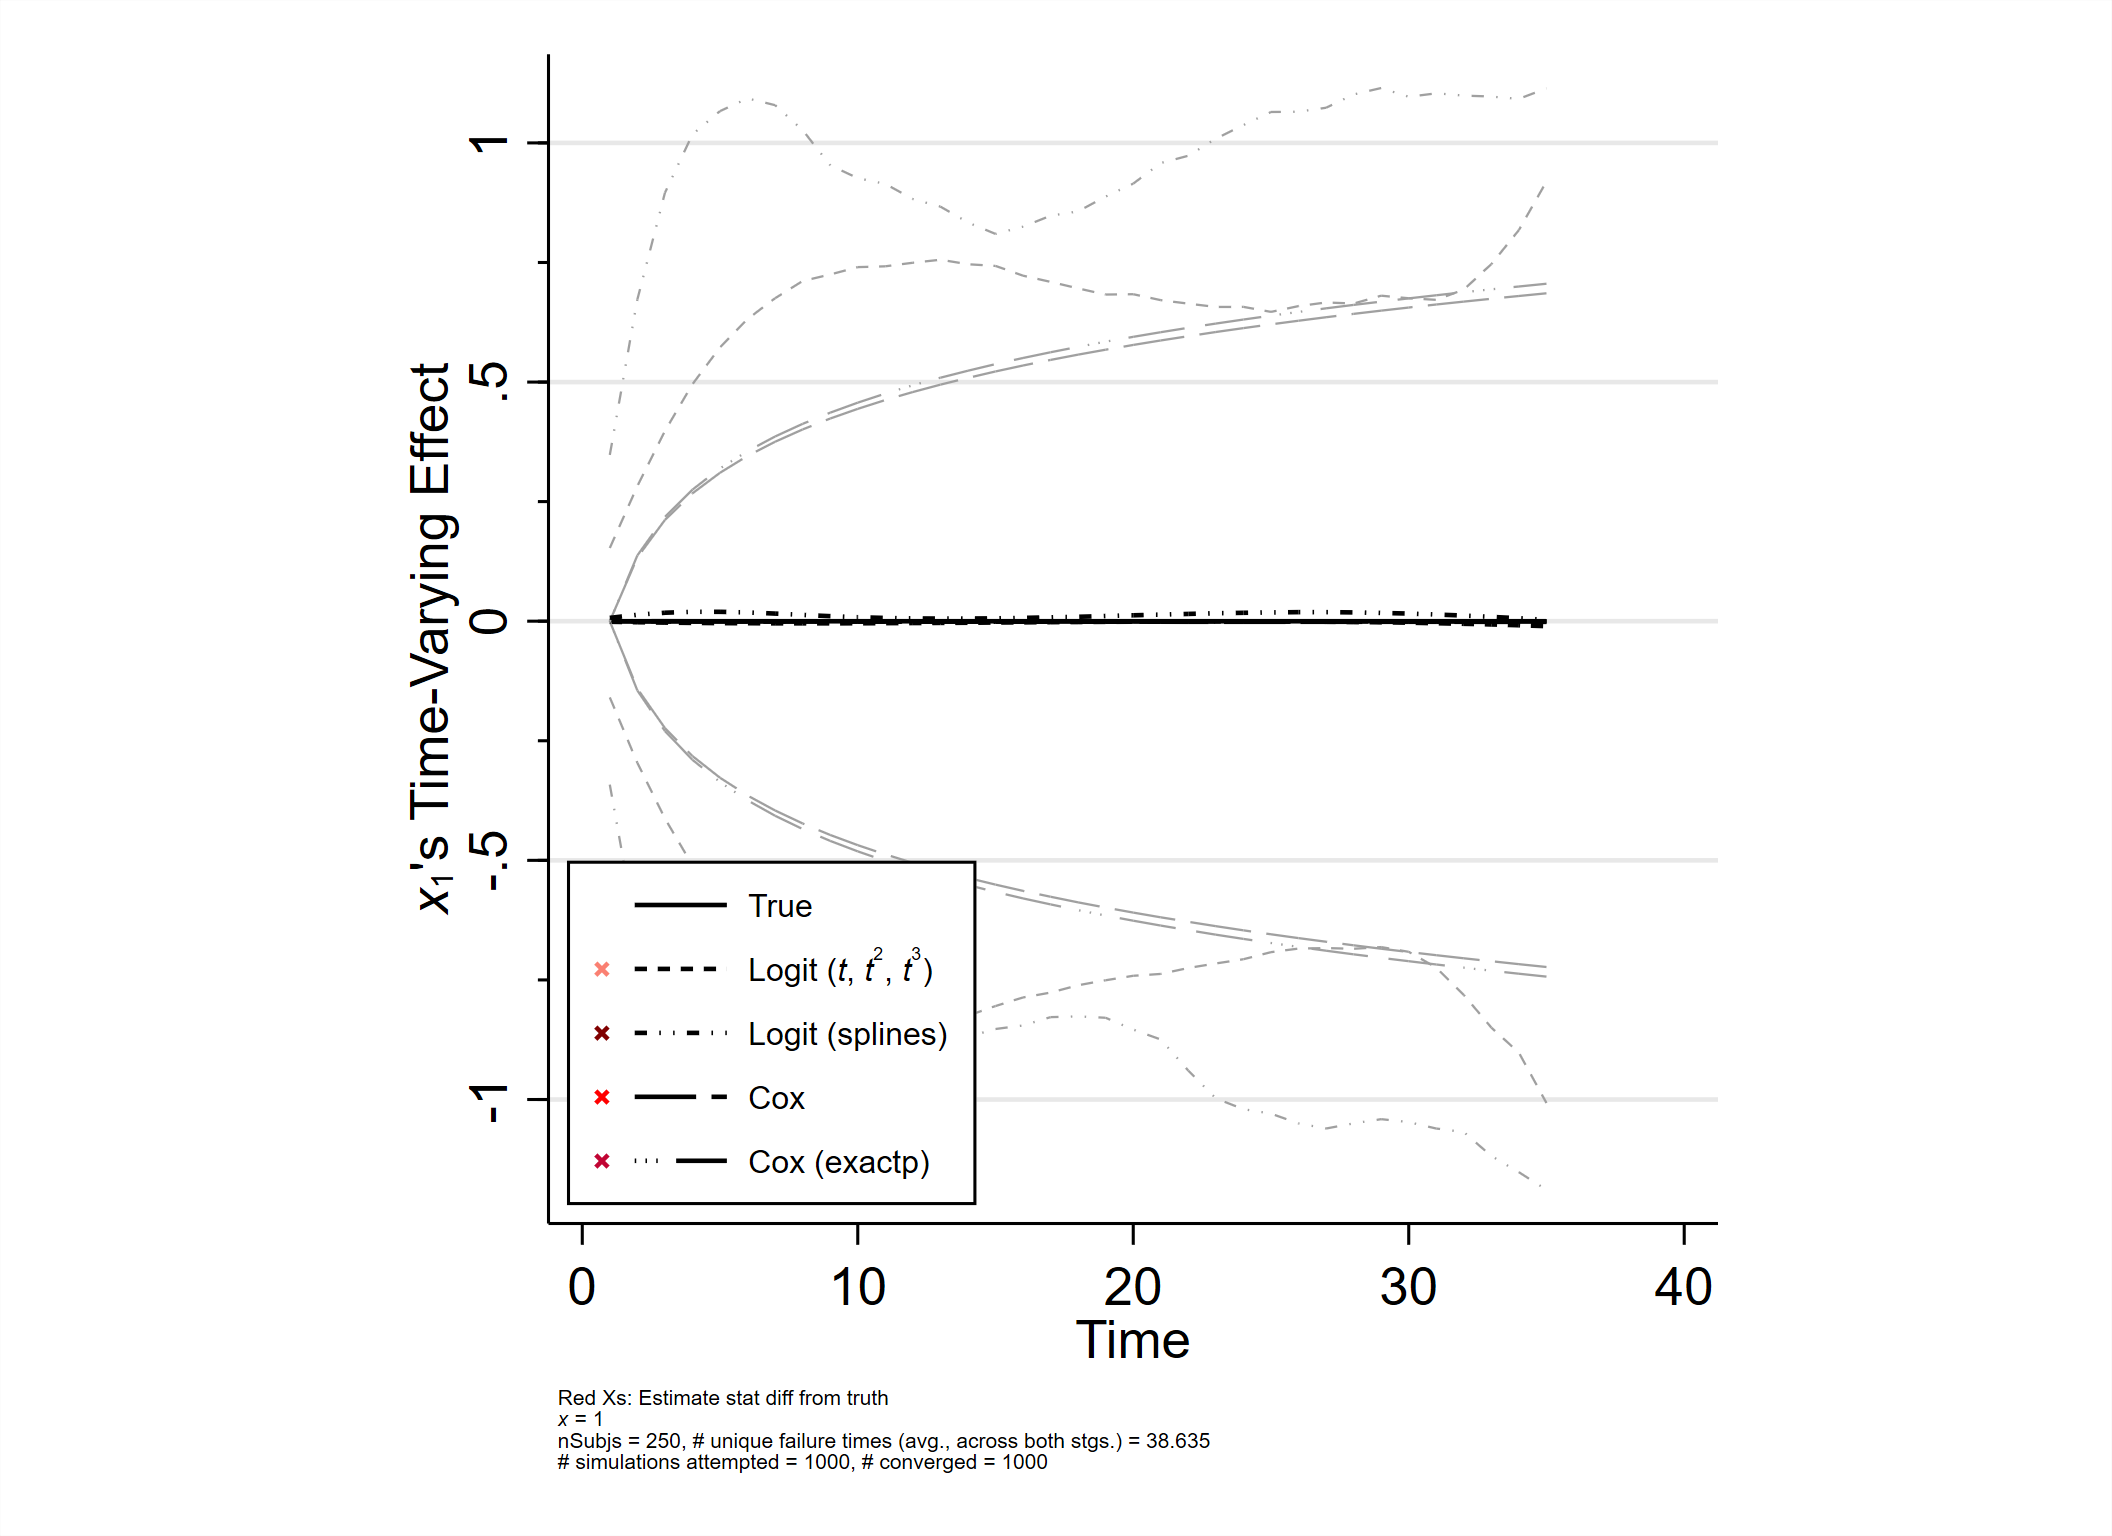 x1's Time-Varying Effect
1
.5
0
-.5
-1
True
Logit (t, t2, t3)
Logit (splines)
Cox
Cox (exactp)
0 10 20 30 40
Time
Red Xs: Estimate stat diff from truth
x = 1
nSubjs = 250, # unique failure times (avg., across both stgs.) = 38.635
# simulations attempted = 1000, # converged = 1000